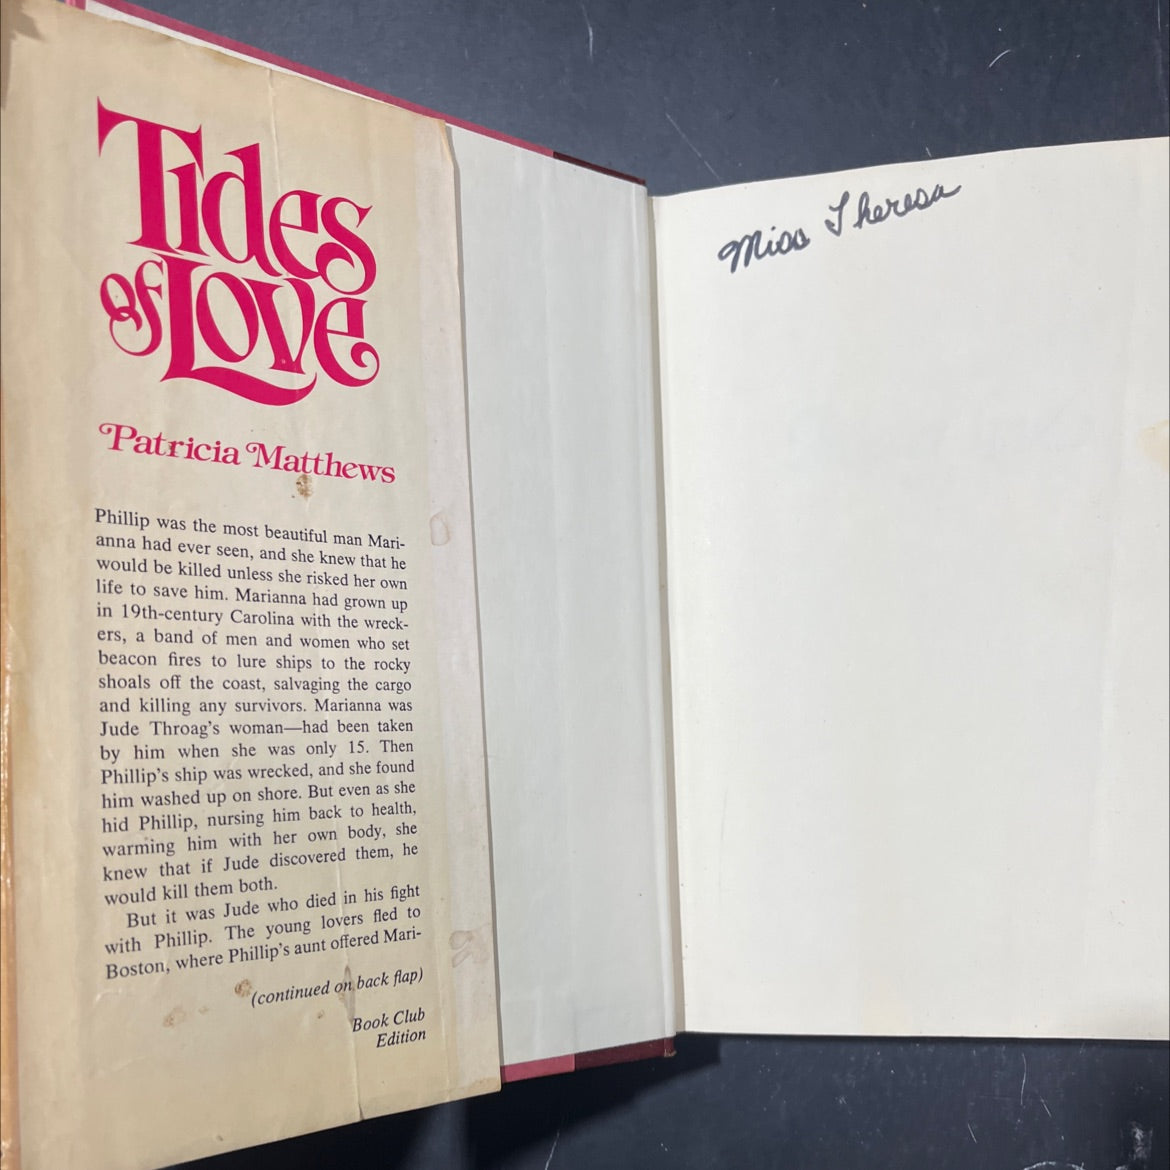 Tides
of Love
Patricia Matthews
Phillip was the most beautiful man Mari-
anna had ever seen, and she knew that he
would be killed unless she risked her own
life to save him. Marianna had grown up
in 19th-century Carolina with the wreck-
ers, a band of men and women who set
beacon fires to lure ships to the rocky
shoals off the coast, salvaging the cargo
and killing any survivors. Marianna was
Jude Throag's woman—had been taken
by him when she was only 15. Then
Phillip's ship was wrecked, and she found
him washed up on shore. But even as she
hid Phillip, nursing him back to health,
warming him with her own body, she
knew that if Jude discovered them, he
would kill them both.
But it was Jude who died in his fight
with Phillip. The young lovers fled to
Boston, where Phillip's aunt offered Mari-
(continued on back flap)
Book Club
Edition
Miss Theresa